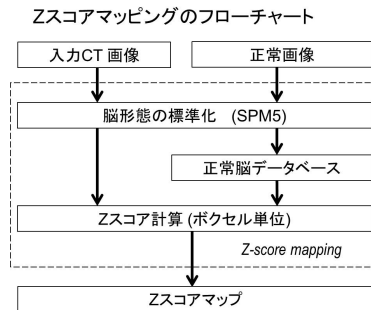 Zスコアマッピングのフローチャート
入力CT 画像
正常画像
脳形態の標準化 (SPM5)
正常脳データベース
Zスコア計算 (ボクセル単位)
Z-score mapping
Zスコアマップ